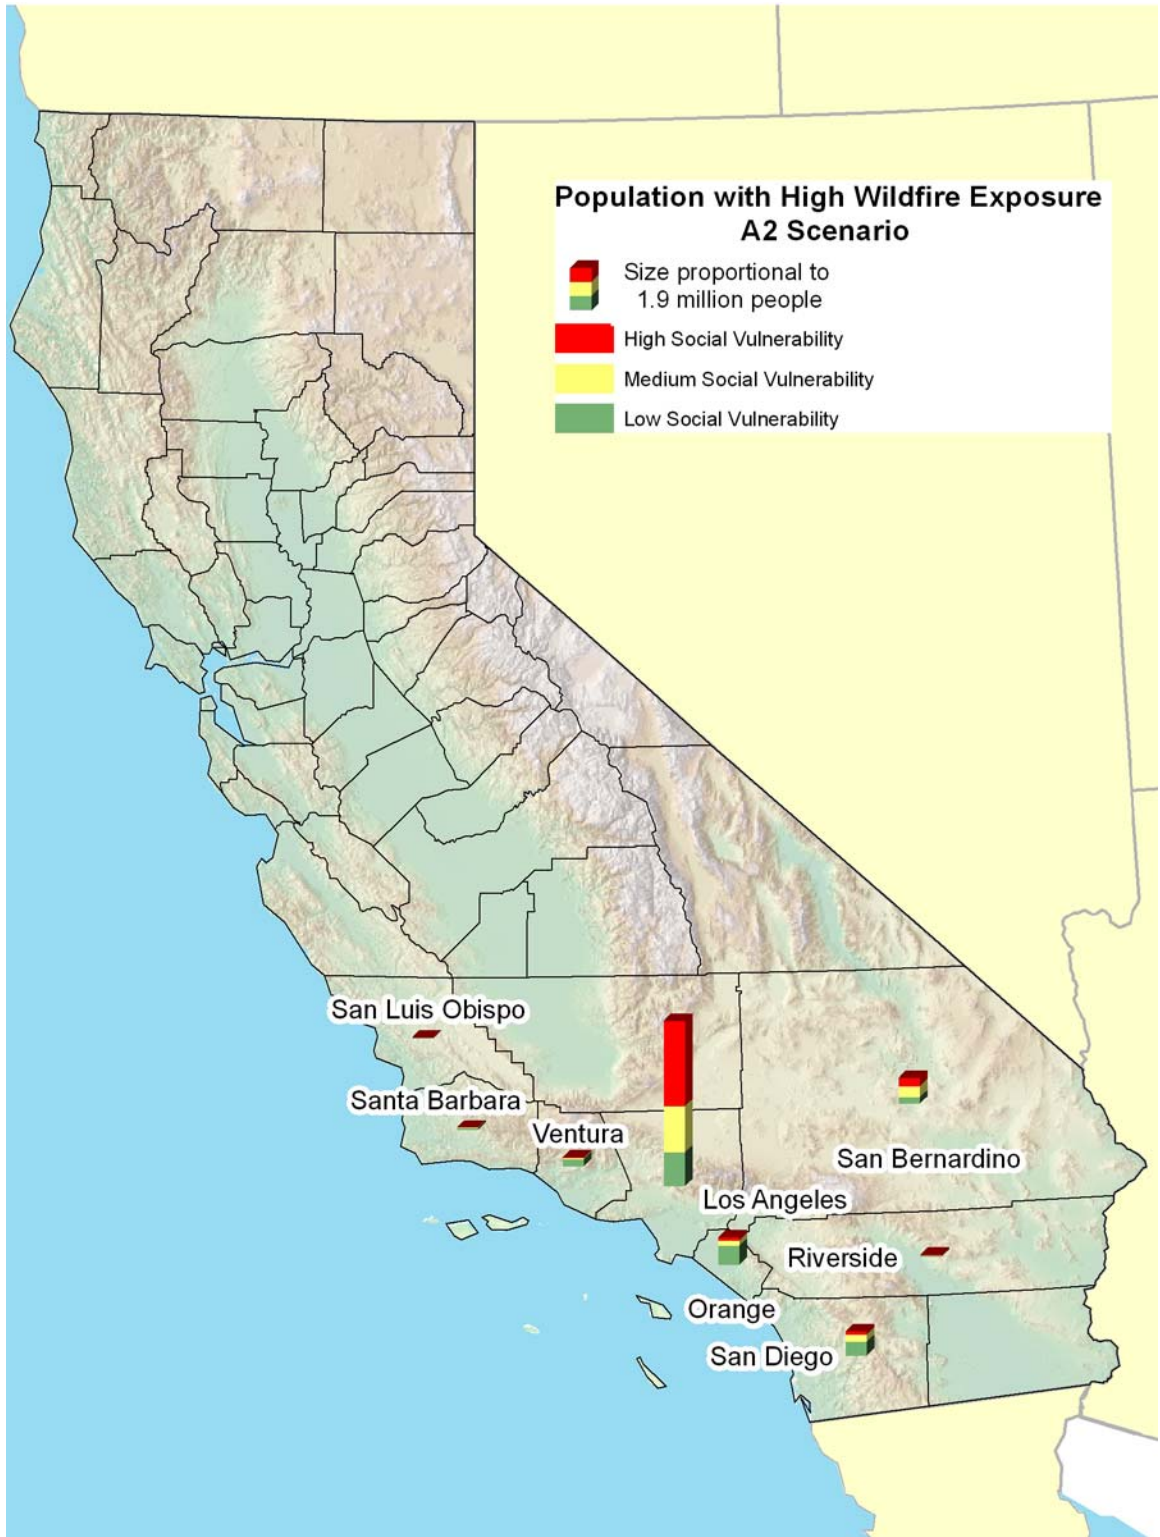 Population with High Wildfire Exposure
A2 Scenario
Size proportional to
1.9 million people
High Social Vulnerability
Medium Social Vulnerability
Low Social Vulnerability
San Luis Obispo
Santa Barbara
Ventura
San Bernardino
Los Angeles
Riverside
Orange
San Diego